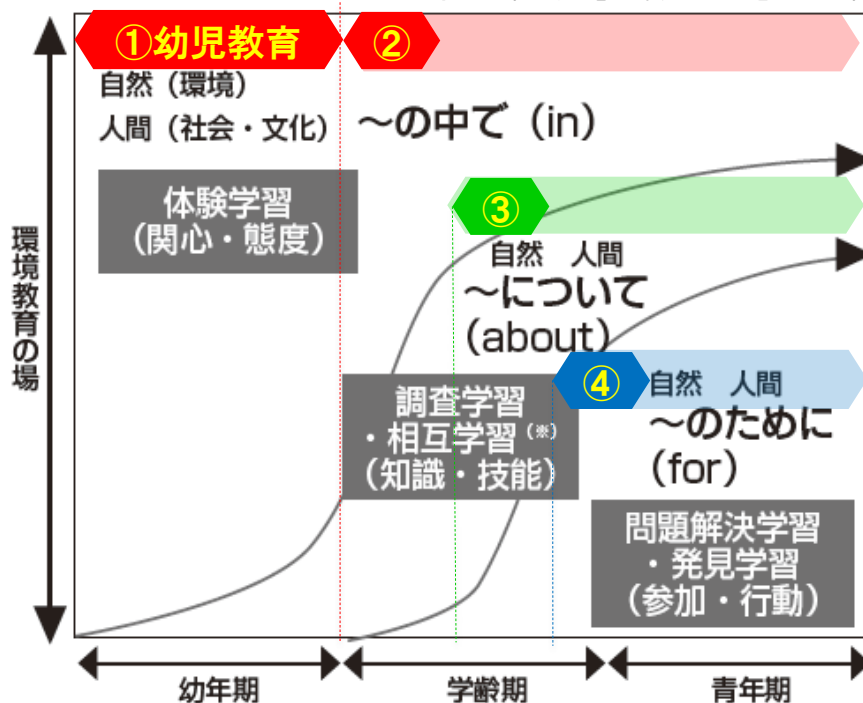 ①幼児教育
②
自然（環境）
人間（社会・文化）
～の中で（in）
体験学習
（関心・態度）
③
自然　人間
～について
（about）
④
自然　人間
～のために
（for）
調査学習
・相互学習（※）
（知識・技能）
問題解決学習
・発見学習
（参加・行動）
環境教育の場
幼年期
学齢期
青年期